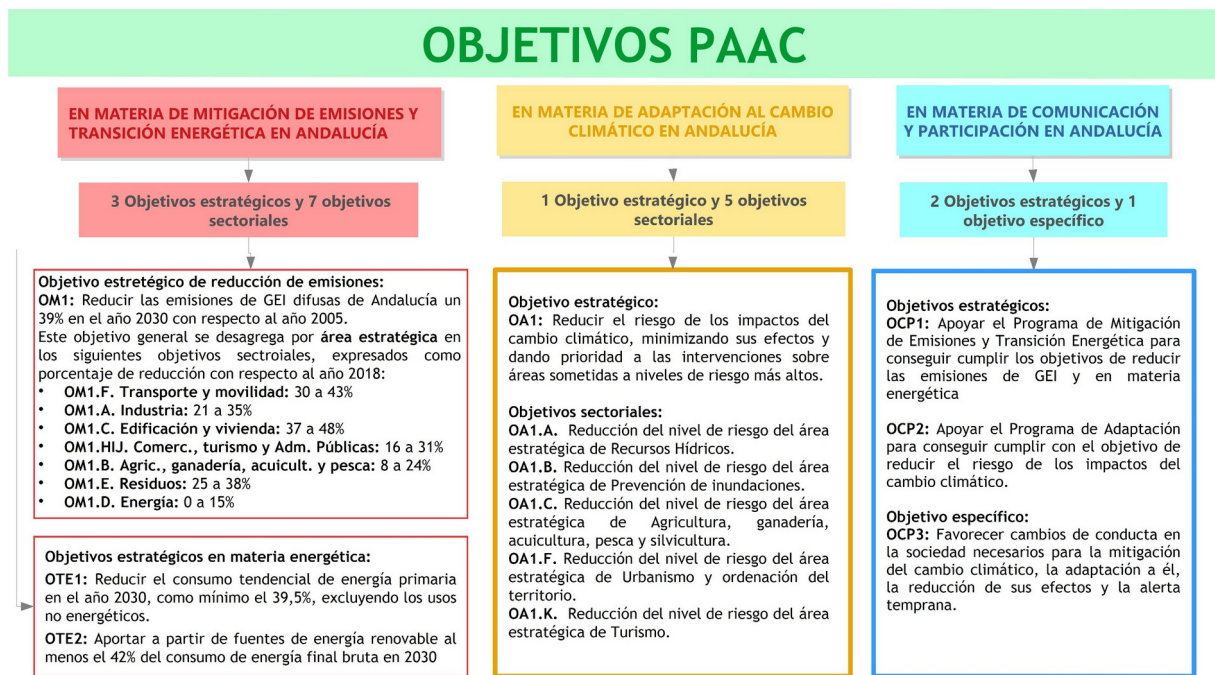 OBJETIVOS PAAC
EN MATERIA DE MITIGACIÓN DE EMISIONES Y
TRANSICIÓN ENERGÉTICA EN ANDALUCÍA
3 Objetivos estratégicos y 7 objetivos
sectoriales
Objetivo estretégico de reducción de emisiones:
OM1: Reducir las emisiones de GEI difusas de Andalucía un
39% en el año 2030 con respecto al año 2005.
Este objetivo general se desagrega por área estratégica en
los siguientes objetivos sectroiales, expresados como
porcentaje de reducción con respecto al año 2018:
• OM1.F. Transporte y movilidad: 30 a 43%
• OM1.A. Industria: 21 a 35%
• OM1.C. Edificación y vivienda: 37 a 48%
• OM1.HIJ. Comerc., turismo y Adm. Públicas: 16 a 31%
• OM1.B. Agric., ganadería, acuicult. y pesca: 8 a 24%
• OM1.E. Residuos: 25 a 38%
• OM1.D. Energía: 0 a 15%
Objetivos estratégicos en materia energética:
OTE1: Reducir el consumo tendencial de energía primaria
en el año 2030, como mínimo el 39,5%, excluyendo los usos
no energéticos.
OTE2: Aportar a partir de fuentes de energía renovable al
menos el 42% del consumo de energía final bruta en 2030
EN MATERIA DE ADAPTACIÓN AL CAMBIO
CLIMÁTICO EN ANDALUCÍA
1 Objetivo estratégico y 5 objetivos
sectoriales
Objetivo estratégico:
OA1: Reducir el riesgo de los impactos del
cambio climático, minimizando sus efectos y
dando prioridad a las intervenciones sobre
áreas sometidas a niveles de riesgo más altos.
Objetivos sectoriales:
OA1.A. Reducción del nivel de riesgo del área
estratégica de Recursos Hídricos.
OA1.B. Reducción del nivel de riesgo del área
estratégica de Prevención de inundaciones.
OA1.C. Reducción del nivel de riesgo del área
estratégica de Agricultura, ganadería,
acuicultura, pesca y silvicultura.
OA1.F. Reducción del nivel de riesgo del área
estratégica de Urbanismo y ordenación del
territorio.
OA1.K. Reducción del nivel de riesgo del área
estratégica de Turismo.
EN MATERIA DE COMUNICACIÓN
Y PARTICIPACIÓN EN ANDALUCÍA
2 Objetivos estratégicos y 1
objetivo específico
Objetivos estratégicos:
OCP1: Apoyar el Programa de Mitigación
de Emisiones y Transición Energética para
conseguir cumplir los objetivos de reducir
las emisiones de GEI y en materia
energética
OCP2: Apoyar el Programa de Adaptación
para conseguir cumplir con el objetivo de
reducir el riesgo de los impactos del
cambio climático.
Objetivo específico:
OCP3: Favorecer cambios de conducta en
la sociedad necesarios para la mitigación
del cambio climático, la adaptación a él,
la reducción de sus efectos y la alerta
temprana.